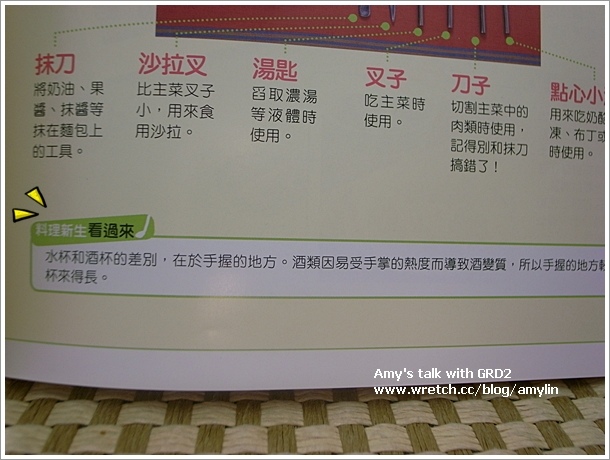 抹刀
將奶油、果
醬、抹醬等
抹在麵包上
的工具。
沙拉叉
比主菜叉子
小，用來食
用沙拉。
湯匙
舀取濃湯
等液體時
使用。
叉子
吃主菜時
使用。
刀子
切割主菜中的
肉類時使用，
記得別和抹刀
搞錯了！
點心小
用來吃奶酪
凍、布丁或
時使用。
料理新生看過來
水杯和酒杯的差別，在於手握的地方。酒類因易受手掌的熱度而導致酒變質，所以手握的地方
杯來得長。
Amy's talk with GRD2
www.wretch.cc/blog/amylin